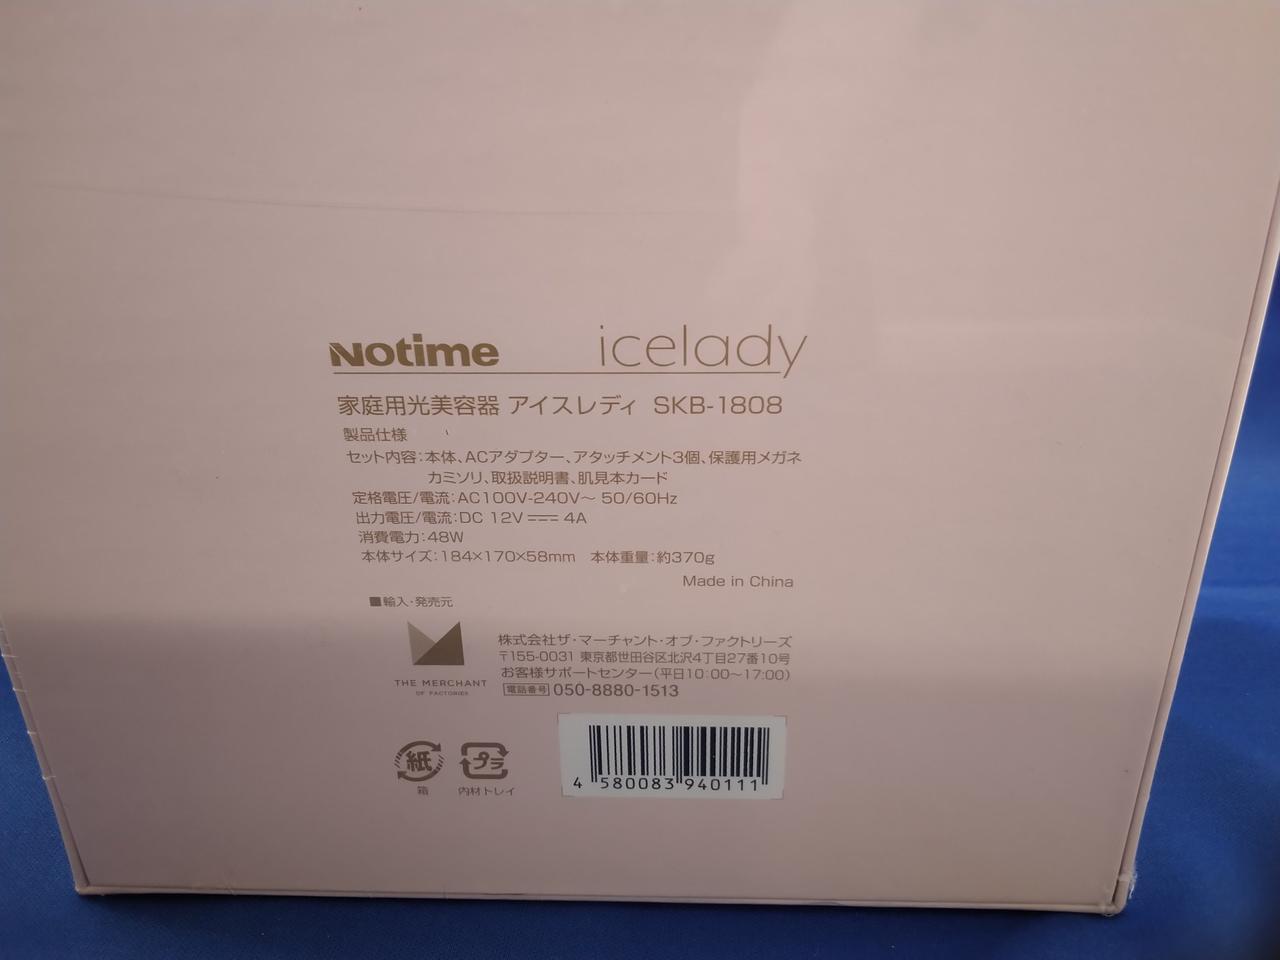 Notime icelady
家庭用光美容器 アイスレディ SKB-1808
製品仕様
セット内容:本体、ACアダプター、アタッチメント3個、保護用メガネ
カミソリ、取扱説明書、肌見本カード
定格電圧/電流:AC100V-240V～ 50/60Hz
出力電圧/電流:DC 12V ⎓ 4A
消費電力:48W
本体サイズ:184×170×58mm 本体重量:約370g
Made in China
■輸入・発売元
株式会社ザ・マーチャント・オブ・ファクトリーズ
〒155-0031 東京都世田谷区北沢4丁目27番10号
お客様サポートセンター(平日10:00～17:00)
電話番号 050-8880-1513
THE MERCHANT
OF FACTORIES
紙 プラ
箱 内材トレイ
4 580083 940111